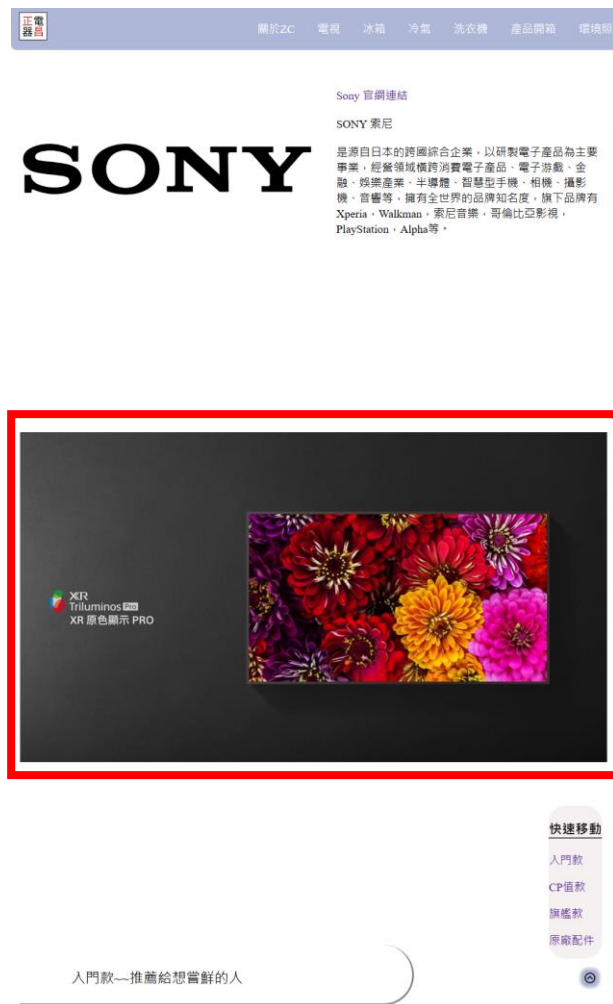 正電
器昌
關於ZC 電視 冰箱 冷氣 洗衣機 產品開箱 環境照
Sony 官網連結
SONY 索尼
SONY
是源自日本的跨國綜合企業，以研製電子產品為主要
事業，經營領域橫跨消費電子產品、電子游戲、金
融、娛樂產業、半導體、智慧型手機、相機、攝影
機、音響等，擁有全世界的品牌知名度，旗下品牌有
Xperia，Walkman，索尼音樂，哥倫比亞影視，
PlayStation，Alpha等。
XR
Triluminos Pro
XR 原色顯示 PRO
快速移動
入門款
CP值款
旗艦款
原廠配件
入門款~~推薦給想嘗鮮的人